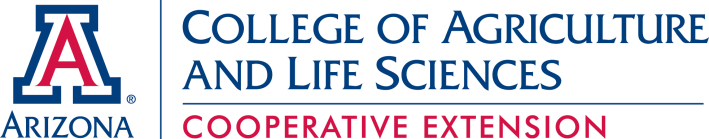 A®
ARIZONA
COLLEGE OF AGRICULTURE
AND LIFE SCIENCES
COOPERATIVE EXTENSION